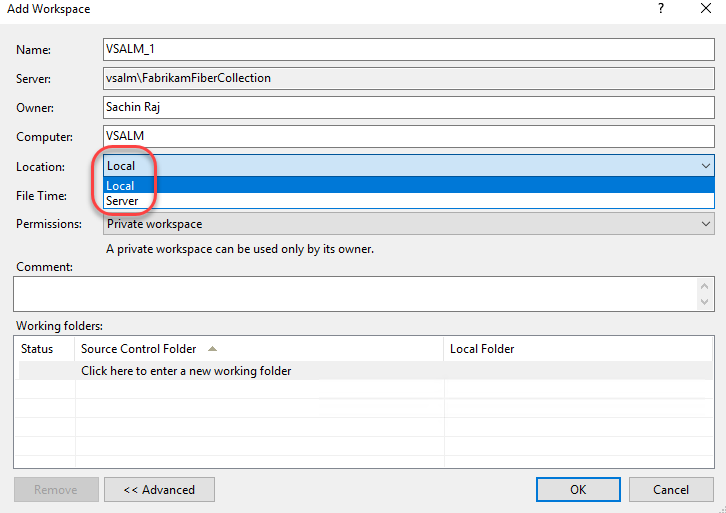 Add Workspace ?
Name: VSALM_1
Server: vsalm\FabrikamFiberCollection
Owner: Sachin Raj
Computer: VSALM
Location: Local
Local
File Time: Server
Permissions: Private workspace
A private workspace can be used only by its owner.
Comment:
Working folders:
Status Source Control Folder Local Folder
Click here to enter a new working folder
Remove << Advanced OK Cancel